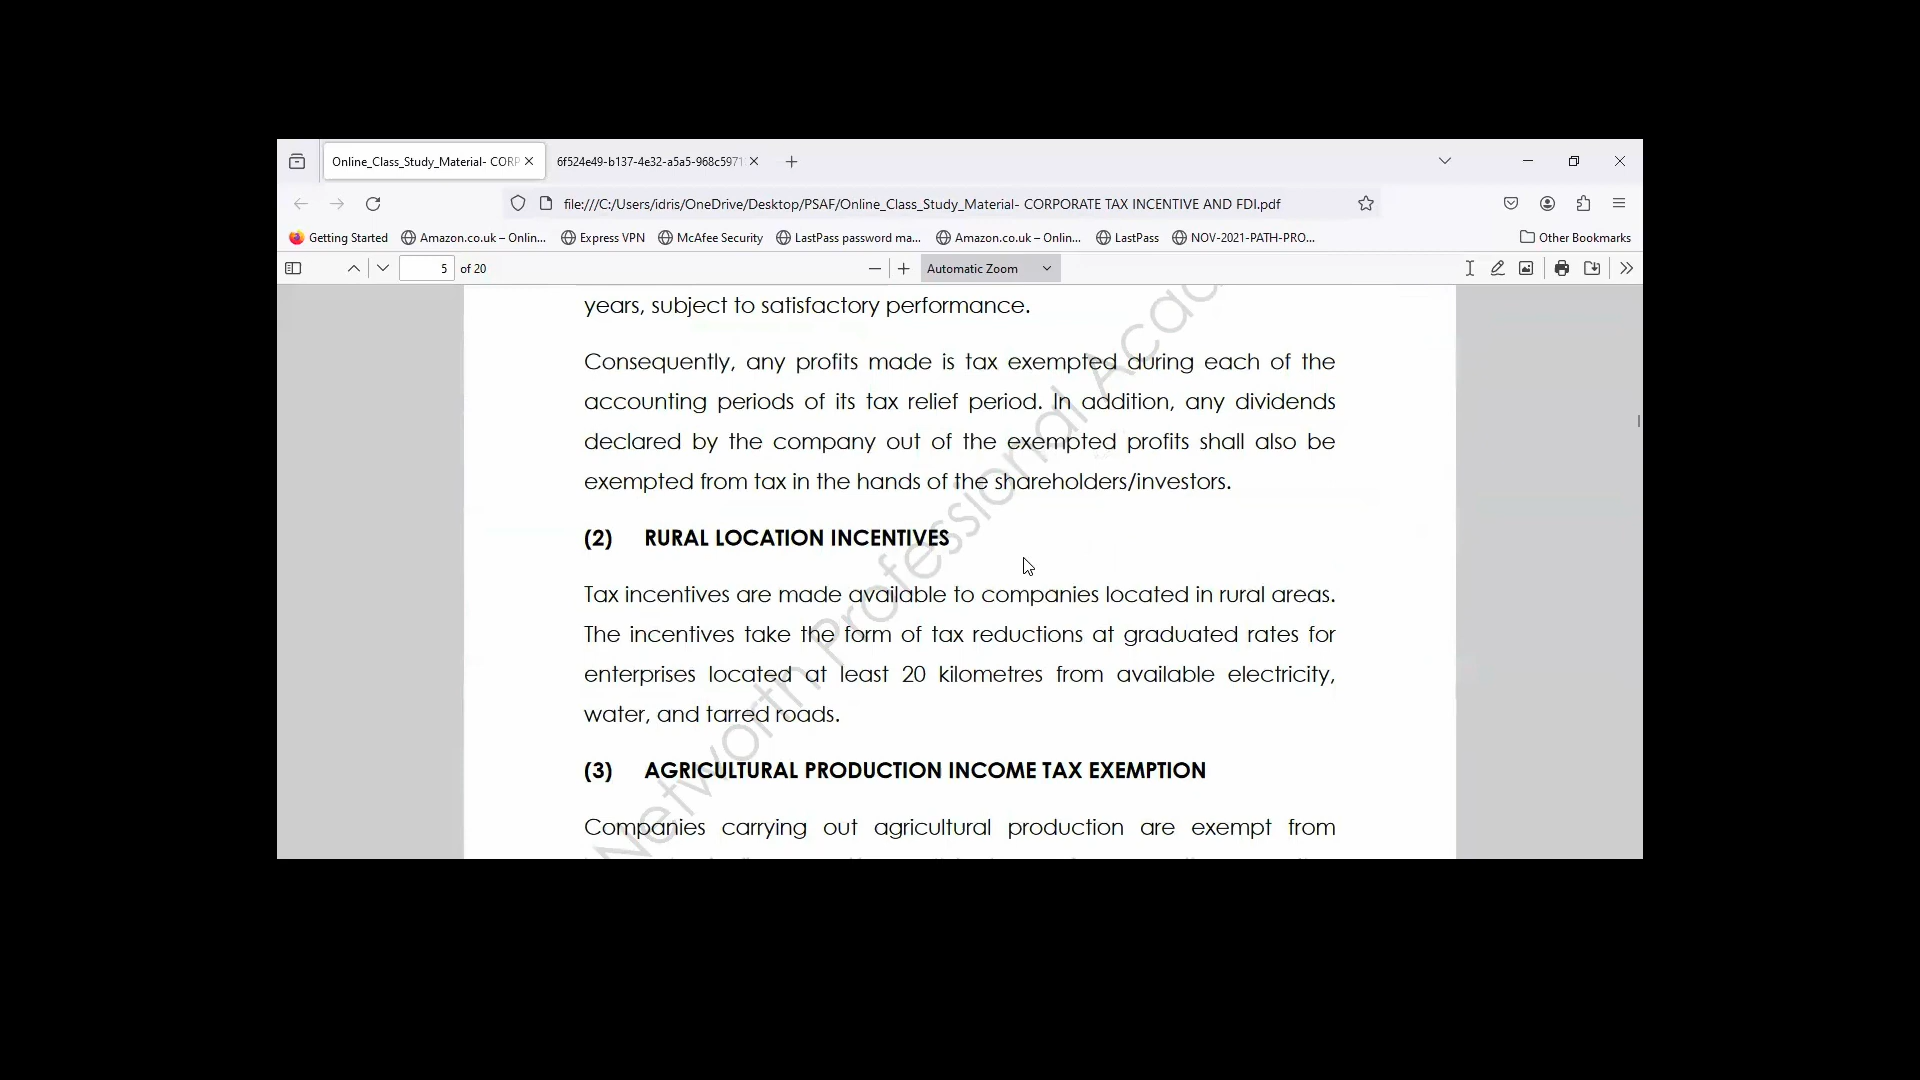 Online_Class_Study_Material- CORP
6f524e49-b137-4e32-a5a5-968c5971
file:///C:/Users/idris/OneDrive/Desktop/PSAF/Online_Class_Study_Material- CORPORATE TAX INCENTIVE AND FDI.pdf
Getting Started Amazon.co.uk – Onlin... Express VPN McAfee Security LastPass password ma... Amazon.co.uk – Onlin... LastPass NOV-2021-PATH-PRO... Other Bookmarks
5 of 20 Automatic Zoom
years, subject to satisfactory performance.
Consequently, any profits made is tax exempted during each of the
accounting periods of its tax relief period. In addition, any dividends
declared by the company out of the exempted profits shall also be
exempted from tax in the hands of the shareholders/investors.
(2) RURAL LOCATION INCENTIVES
Tax incentives are made available to companies located in rural areas.
The incentives take the form of tax reductions at graduated rates for
enterprises located at least 20 kilometres from available electricity,
water, and tarred roads.
(3) AGRICULTURAL PRODUCTION INCOME TAX EXEMPTION
Companies carrying out agricultural production are exempt from
Networth Professional Acad